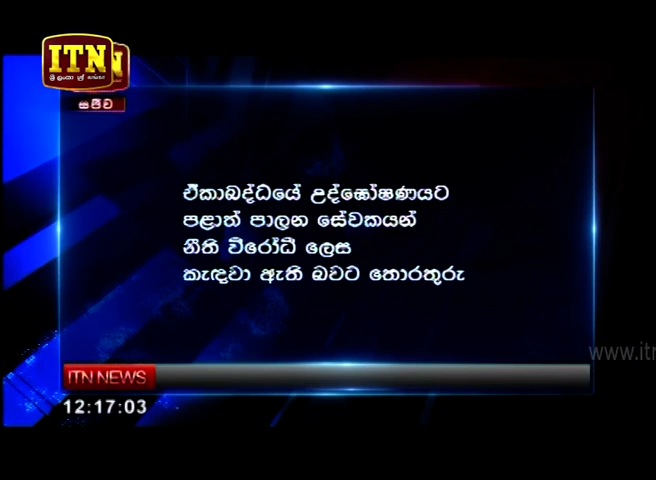 ITN
සජීව
ඒකාබද්ධයේ උද්ඝෝෂණයට
පළාත් පාලන සේවකයන්
නීති විරෝධී ලෙස
කැඳවා ඇති බවට තොරතුරු
www.itn
ITN NEWS
12:17:03